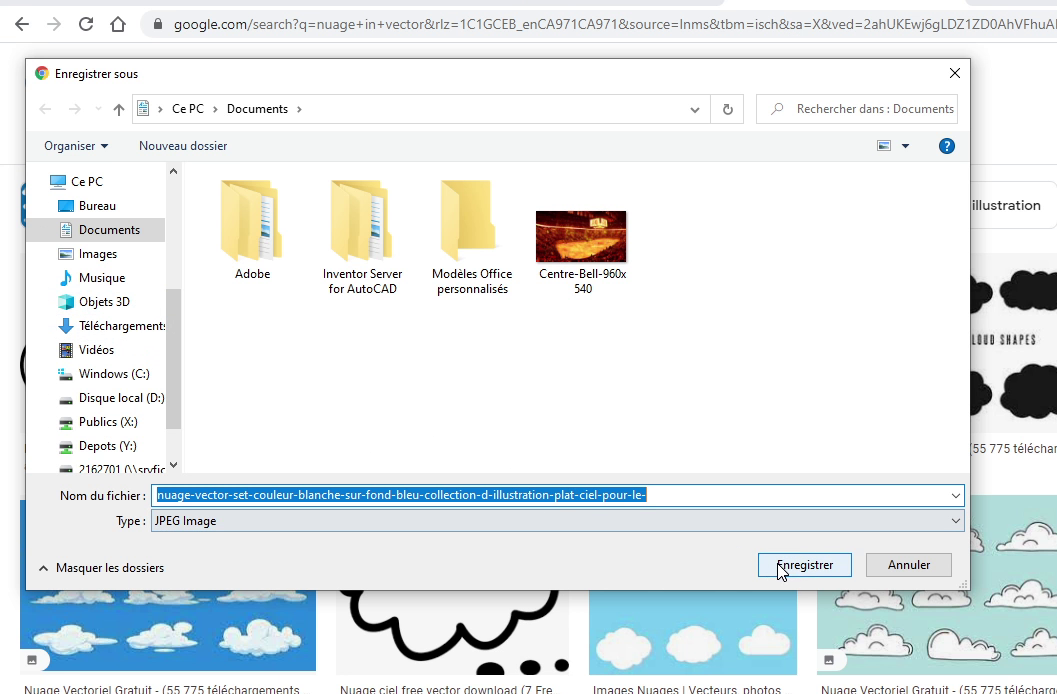 google.com/search?q=nuage+in+vector&rlz=1C1GCEB_enCA971CA971&source=lnms&tbm=isch&sa=X&ved=2ahUKEwj6gLDZ1ZD0AhVFhuAl
Enregistrer sous
Ce PC > Documents >
Rechercher dans : Documents
Organiser
Nouveau dossier
Ce PC
Bureau
Documents
Images
Musique
Objets 3D
Téléchargements
Vidéos
Windows (C:)
Disque local (D:)
Publics (X:)
Depots (Y:)
2162701 (\\srvfic
Adobe
Inventor Server
for AutoCAD
Modèles Office
personnalisés
Centre-Bell-960x
540
illustration
LOUD SHAPES
(55 775 téléchar
Nom du fichier :
nuage-vector-set-couleur-blanche-sur-fond-bleu-collection-d-illustration-plat-ciel-pour-le-
Type :
JPEG Image
Masquer les dossiers
Enregistrer
Annuler
Nuage Vectoriel Gratuit - (55 775 téléchargements ...
Nuage ciel free vector download (7 Fre...
Images Nuages | Vecteurs, photos...
Nuage Vectoriel Gratuit - (55 775 téléchar